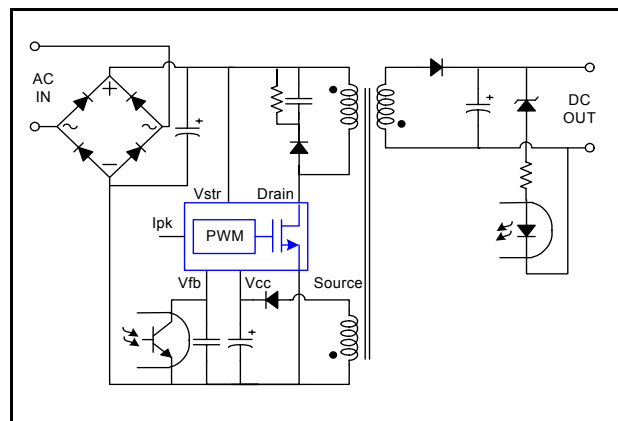 AC
IN
+
~
~
−
+
+
DC
OUT
Vstr
Drain
Ipk
PWM
Vfb
Vcc
Source
+